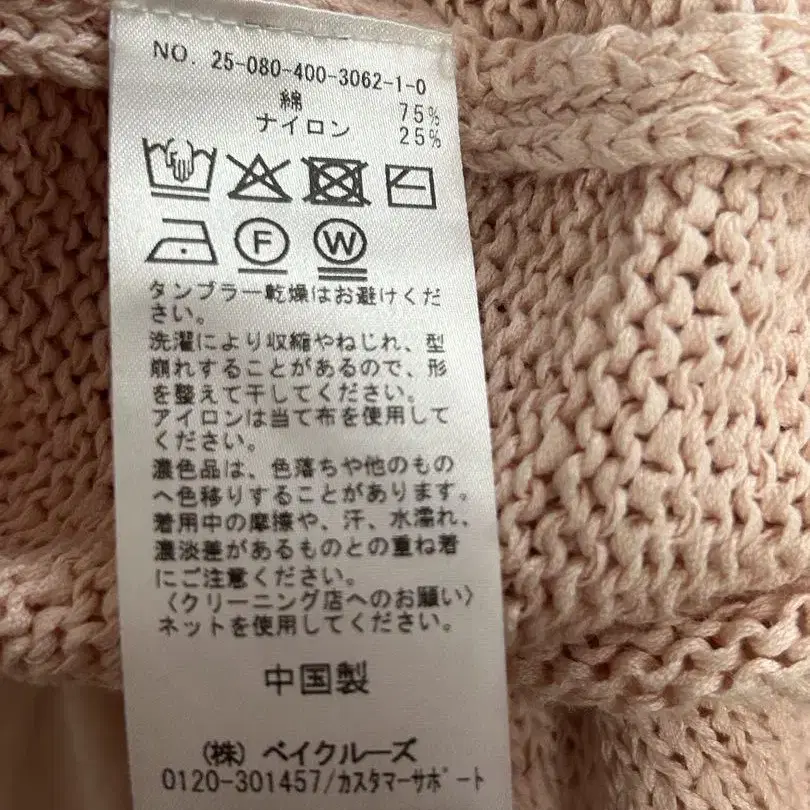 NO. 25-080-400-3062-1-0
綿 75%
ナイロン 25%
F W
タンブラー乾燥はお避けくだ
さい。
洗濯により収縮やねじれ、型
崩れすることがあるので、形
を整えて干してください。
アイロンは当て布を使用して
ください。
濃色品は、色落ちや他のもの
へ色移りすることがあります。
着用中の摩接や、汗、水濡れ、
濃淡差があるものとの重ね着
にご注意ください。
〈クリーニング店へのお願い〉
ネットを使用してください。
中国製
(株) ベイクルーズ
0120-301457/カスタマーサポート